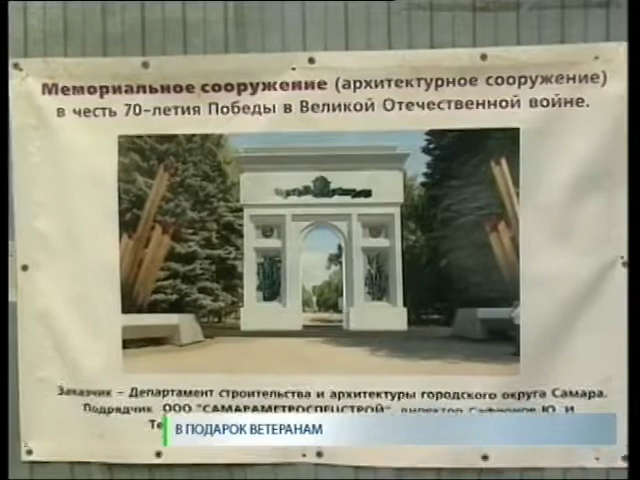 Мемориальное сооружение (архитектурное сооружение)
в честь 70-летия Победы в Великой Отечественной войне.
Заказчик – Департамент строительства и архитектуры городского округа Самара.
Подрядчик ООО "САМАРАМЕТРОСПЕЦСТРОЙ", директор Сафронов Ю. И.
В ПОДАРОК ВЕТЕРАНАМ